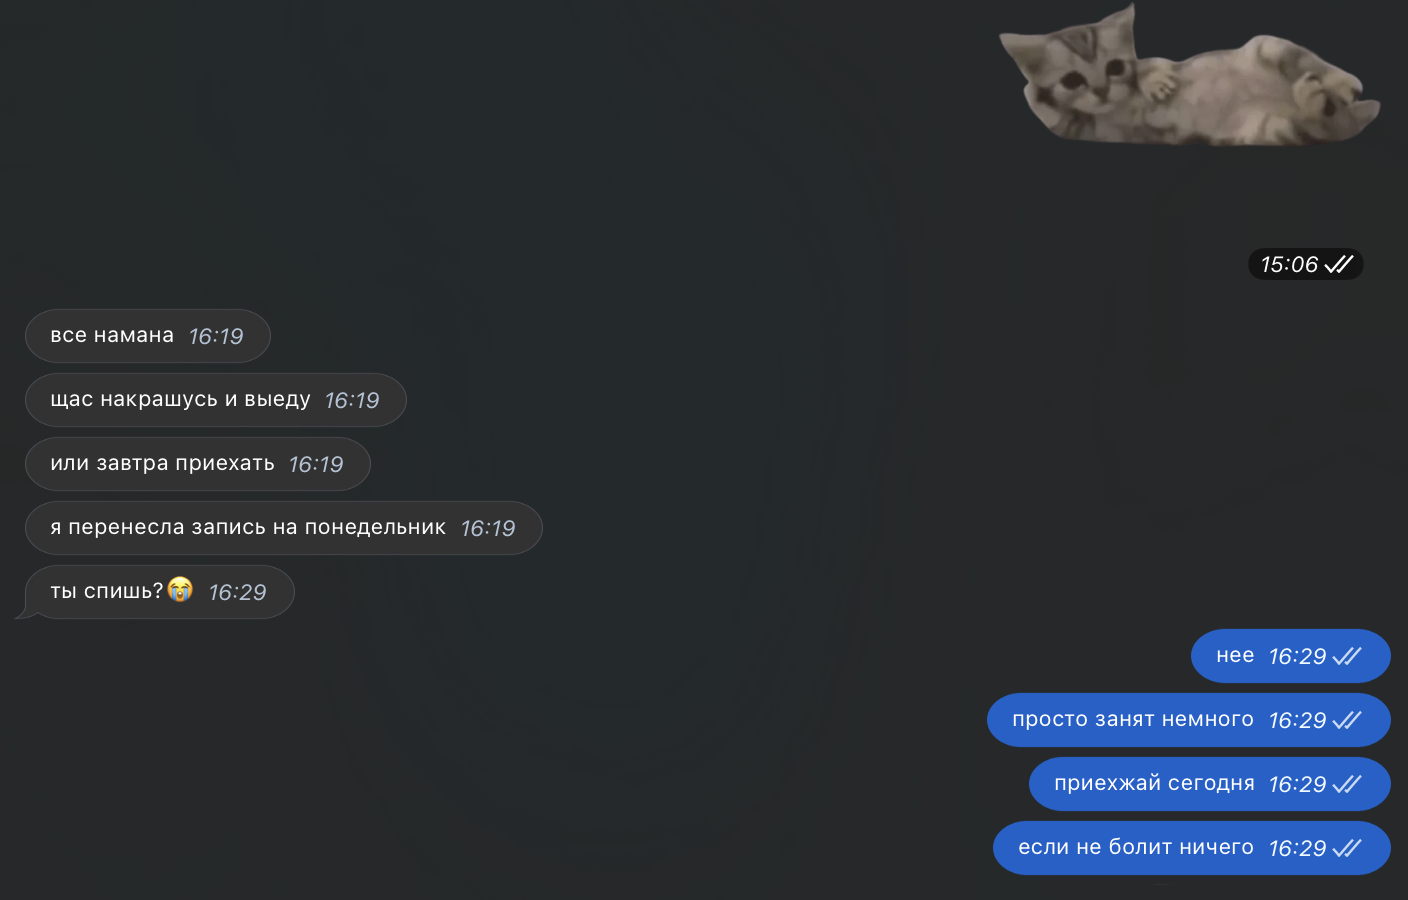 15:06
все намана 16:19
щас накрашусь и выеду 16:19
или завтра приехать 16:19
я перенесла запись на понедельник 16:19
ты спишь?😭 16:29
нее 16:29
просто занят немного 16:29
приехжай сегодня 16:29
если не болит ничего 16:29